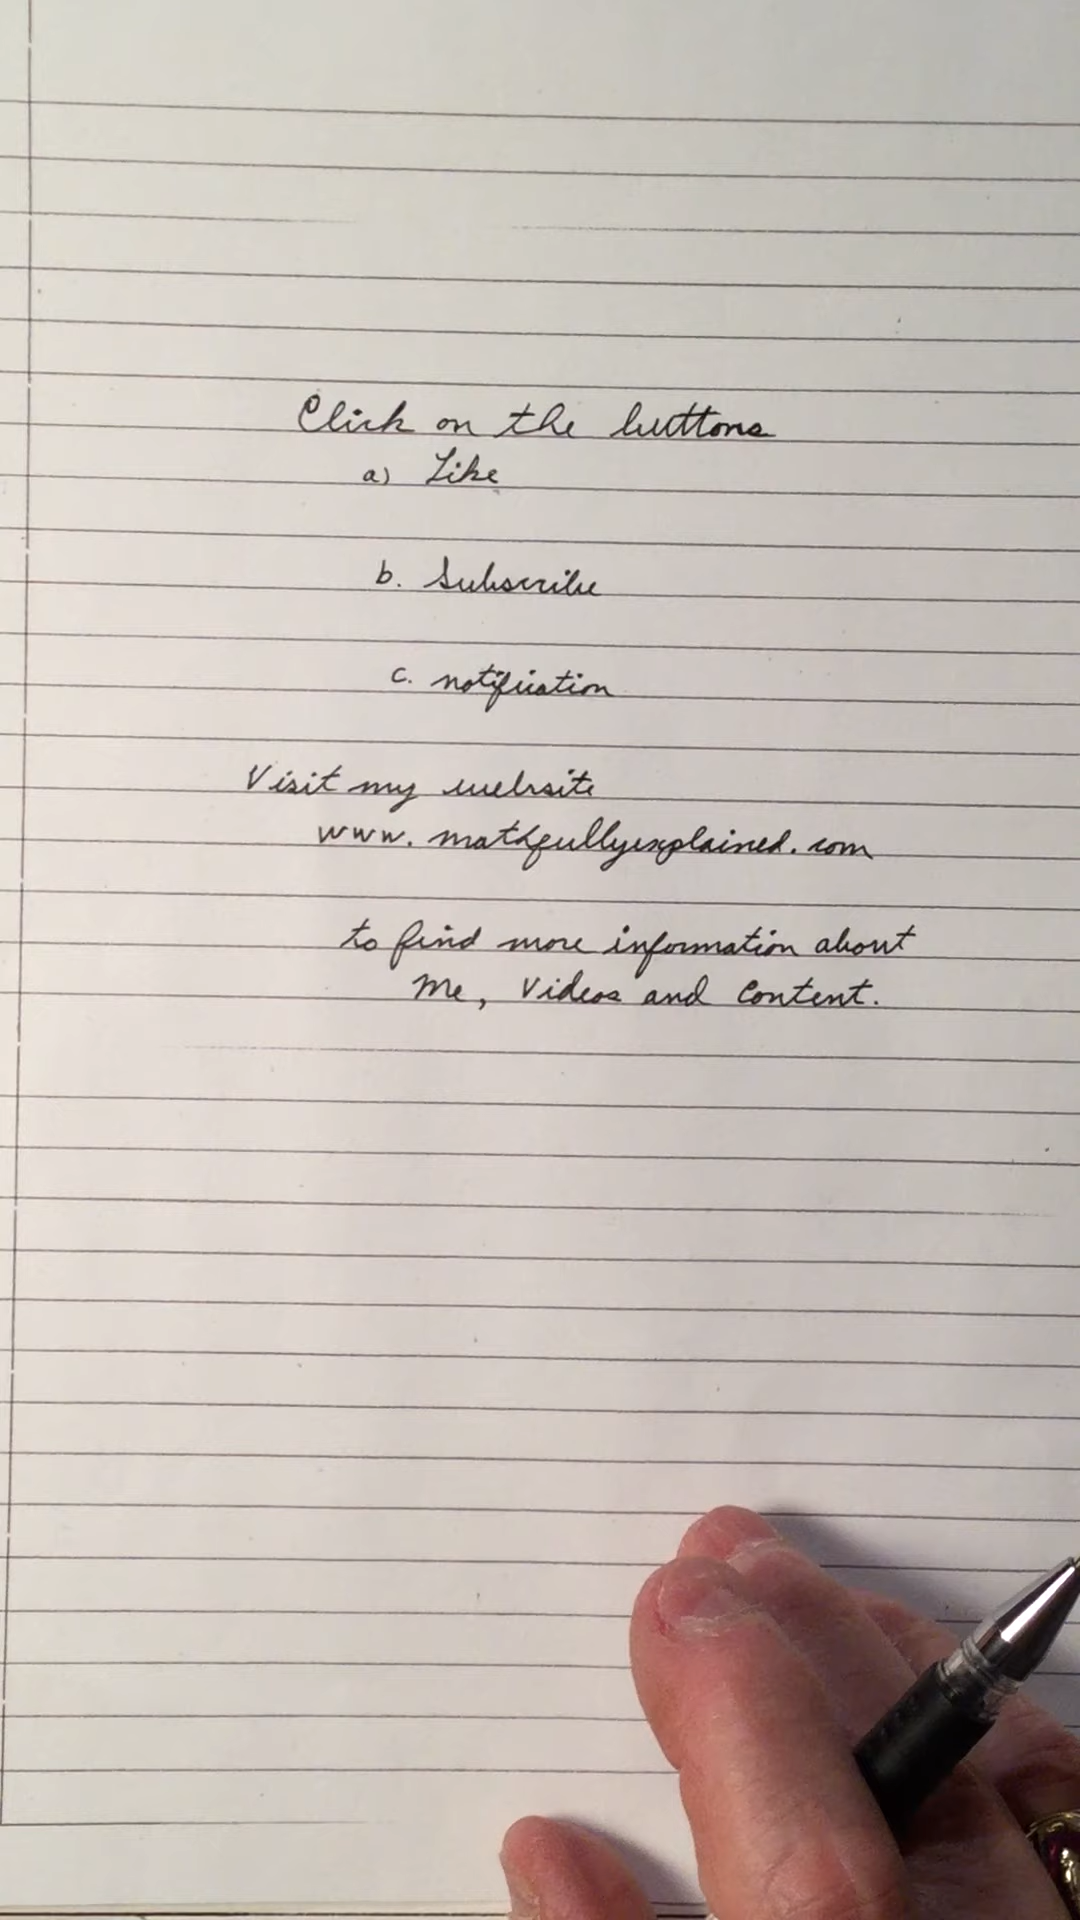 Click on the buttons
a) Like
b. Subscribe
c. notification
Visit my website
www.mathfullyexplained.com
to find more information about
Me, Videos and Content.